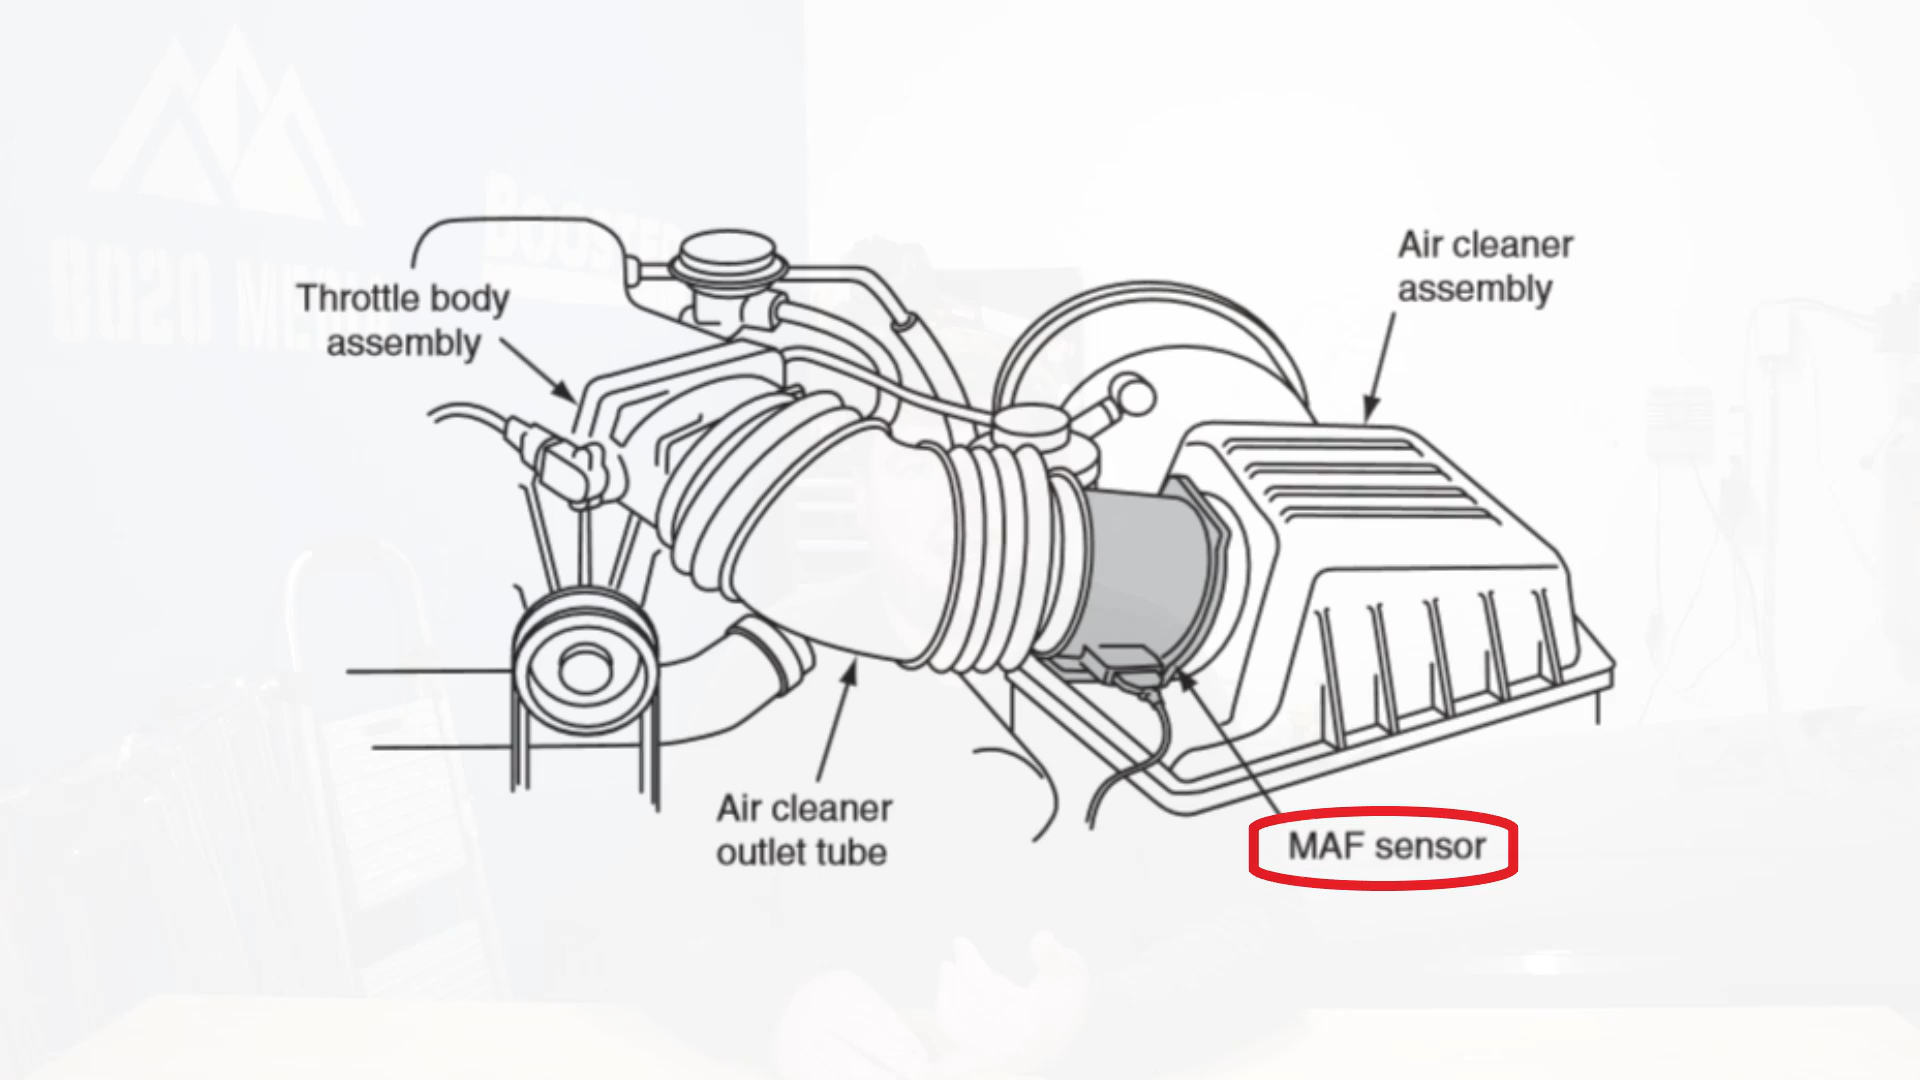 Air cleaner
assembly
Throttle body
assembly
Air cleaner
outlet tube
MAF sensor